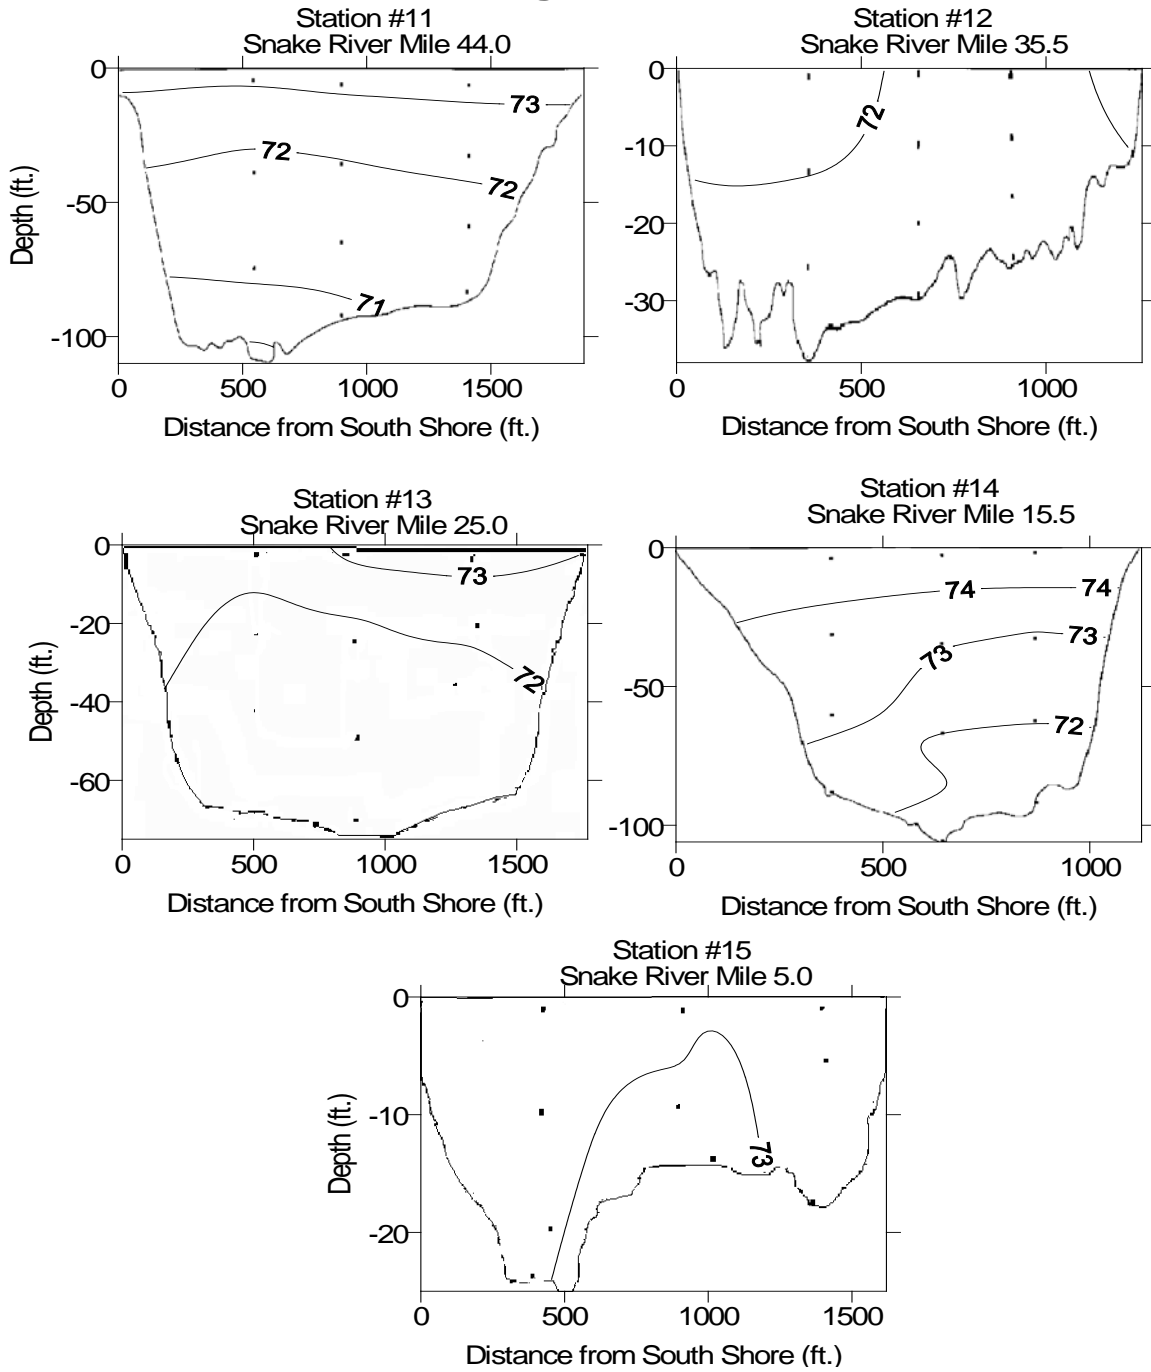 Station #11
Snake River Mile 44.0
0
-50
-100
Depth (ft.)
73
72
72
71
0
500
1000
1500
Distance from South Shore (ft.)
Station #12
Snake River Mile 35.5
0
-10
-20
-30
72
0
500
1000
Distance from South Shore (ft.)
Station #13
Snake River Mile 25.0
0
-20
-40
-60
Depth (ft.)
73
72
0
500
1000
1500
Distance from South Shore (ft.)
Station #14
Snake River Mile 15.5
0
-50
-100
74
74
73
73
72
0
500
1000
Distance from South Shore (ft.)
Station #15
Snake River Mile 5.0
0
-10
-20
Depth (ft.)
73
0
500
1000
1500
Distance from South Shore (ft.)